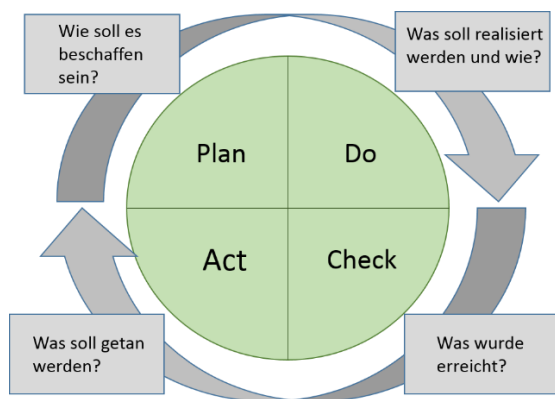 Wie soll es
beschaffen
sein?
Was soll realisiert
werden und wie?
Plan
Do
Act
Check
Was soll getan
werden?
Was wurde
erreicht?